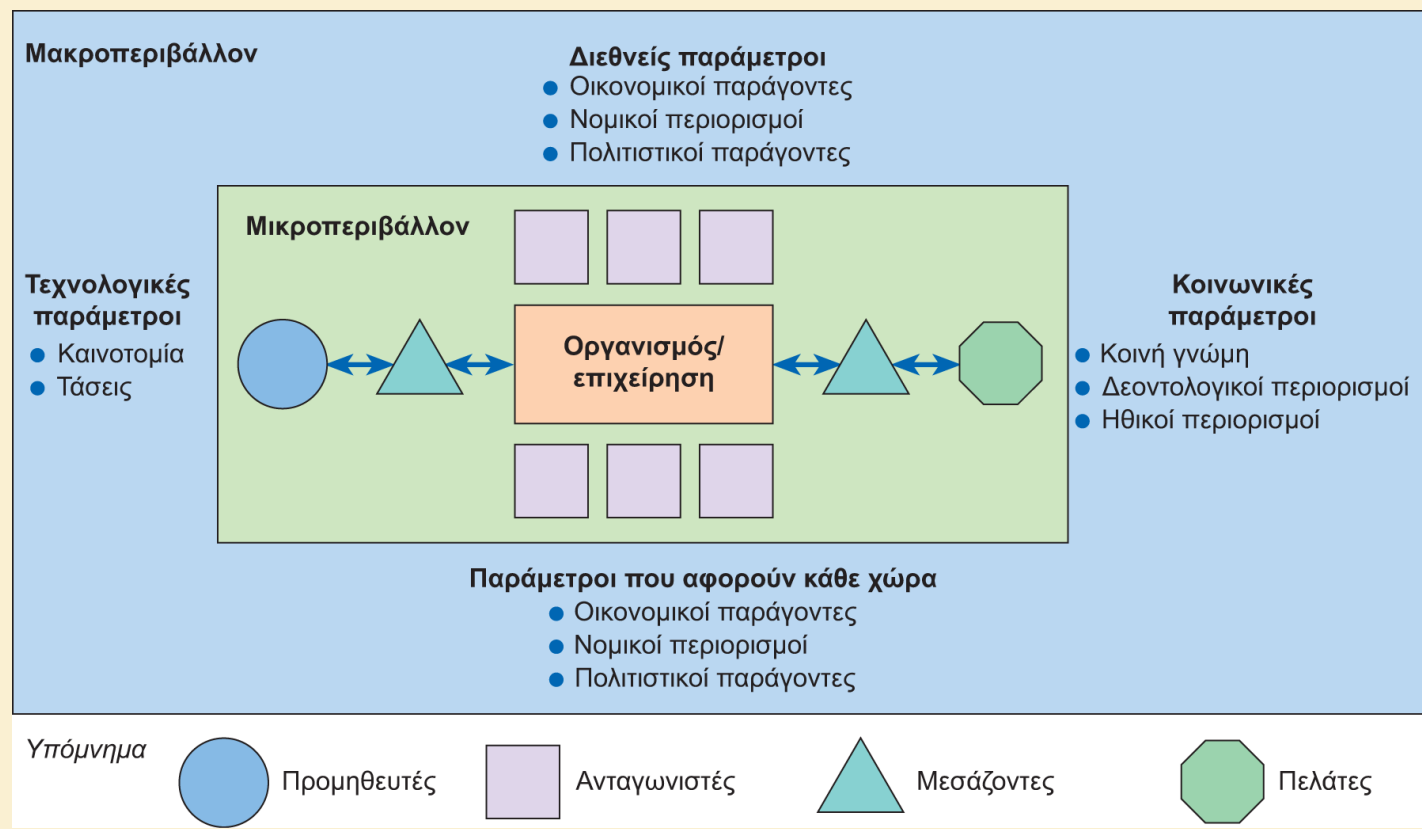 Μακροπεριβάλλον
Διεθνείς παράμετροι
Οικονομικοί παράγοντες
Νομικοί περιορισμοί
Πολιτιστικοί παράγοντες
Μικροπεριβάλλον
Τεχνολογικές
παράμετροι
Καινοτομία
Τάσεις
Οργανισμός/
επιχείρηση
Κοινωνικές
παράμετροι
Κοινή γνώμη
Δεοντολογικοί περιορισμοί
Ηθικοί περιορισμοί
Παράμετροι που αφορούν κάθε χώρα
Οικονομικοί παράγοντες
Νομικοί περιορισμοί
Πολιτιστικοί παράγοντες
Υπόμνημα
Προμηθευτές
Ανταγωνιστές
Μεσάζοντες
Πελάτες